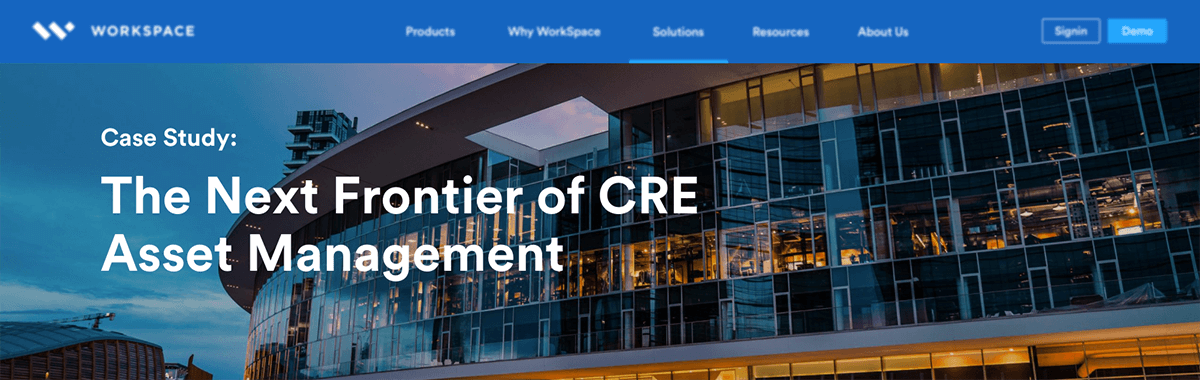 WORKSPACE
Products Why WorkSpace Solutions Resources About Us Signin Demo
Case Study:
The Next Frontier of CRE
Asset Management